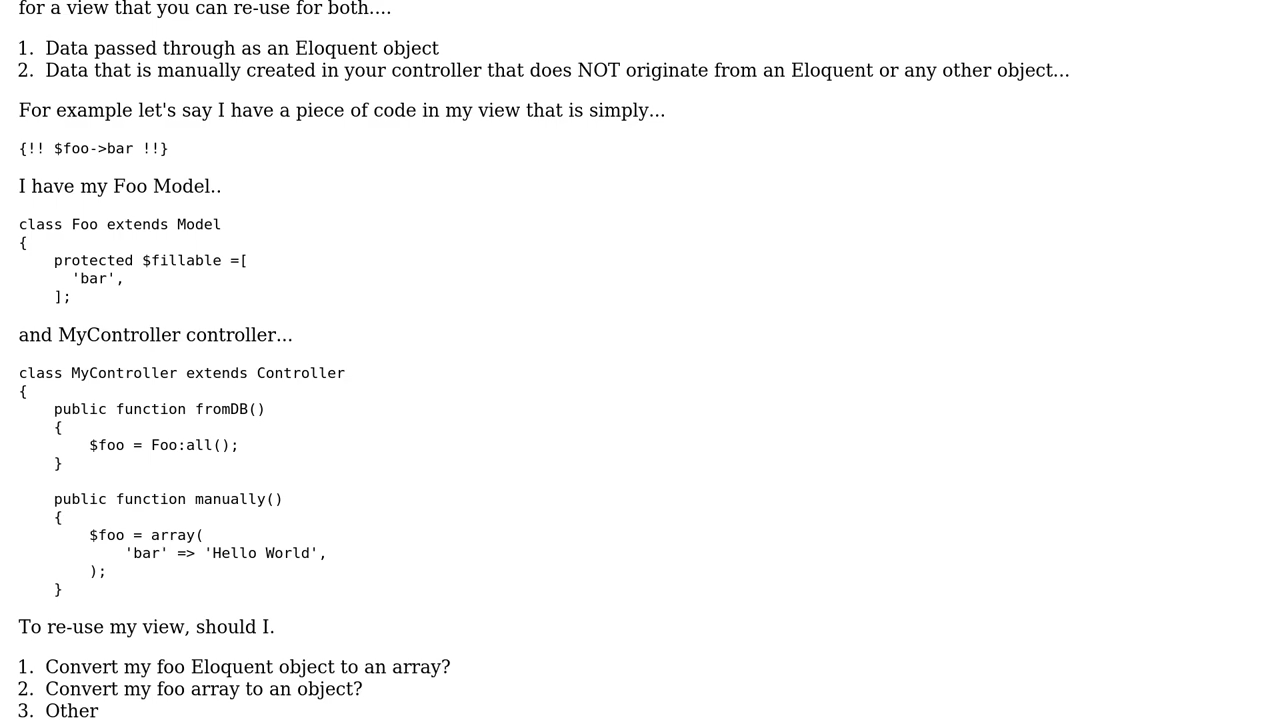 for a view that you can re-use for both....
1. Data passed through as an Eloquent object
2. Data that is manually created in your controller that does NOT originate from an Eloquent or any other object...
For example let's say I have a piece of code in my view that is simply...
{!! $foo->bar !!}
I have my Foo Model..
class Foo extends Model
{
    protected $fillable =[
      'bar',
    ];
and MyController controller...
class MyController extends Controller
{
    public function fromDB()
    {
        $foo = Foo:all();
    }
    public function manually()
    {
        $foo = array(
            'bar' => 'Hello World',
        );
    }
To re-use my view, should I.
1. Convert my foo Eloquent object to an array?
2. Convert my foo array to an object?
3. Other